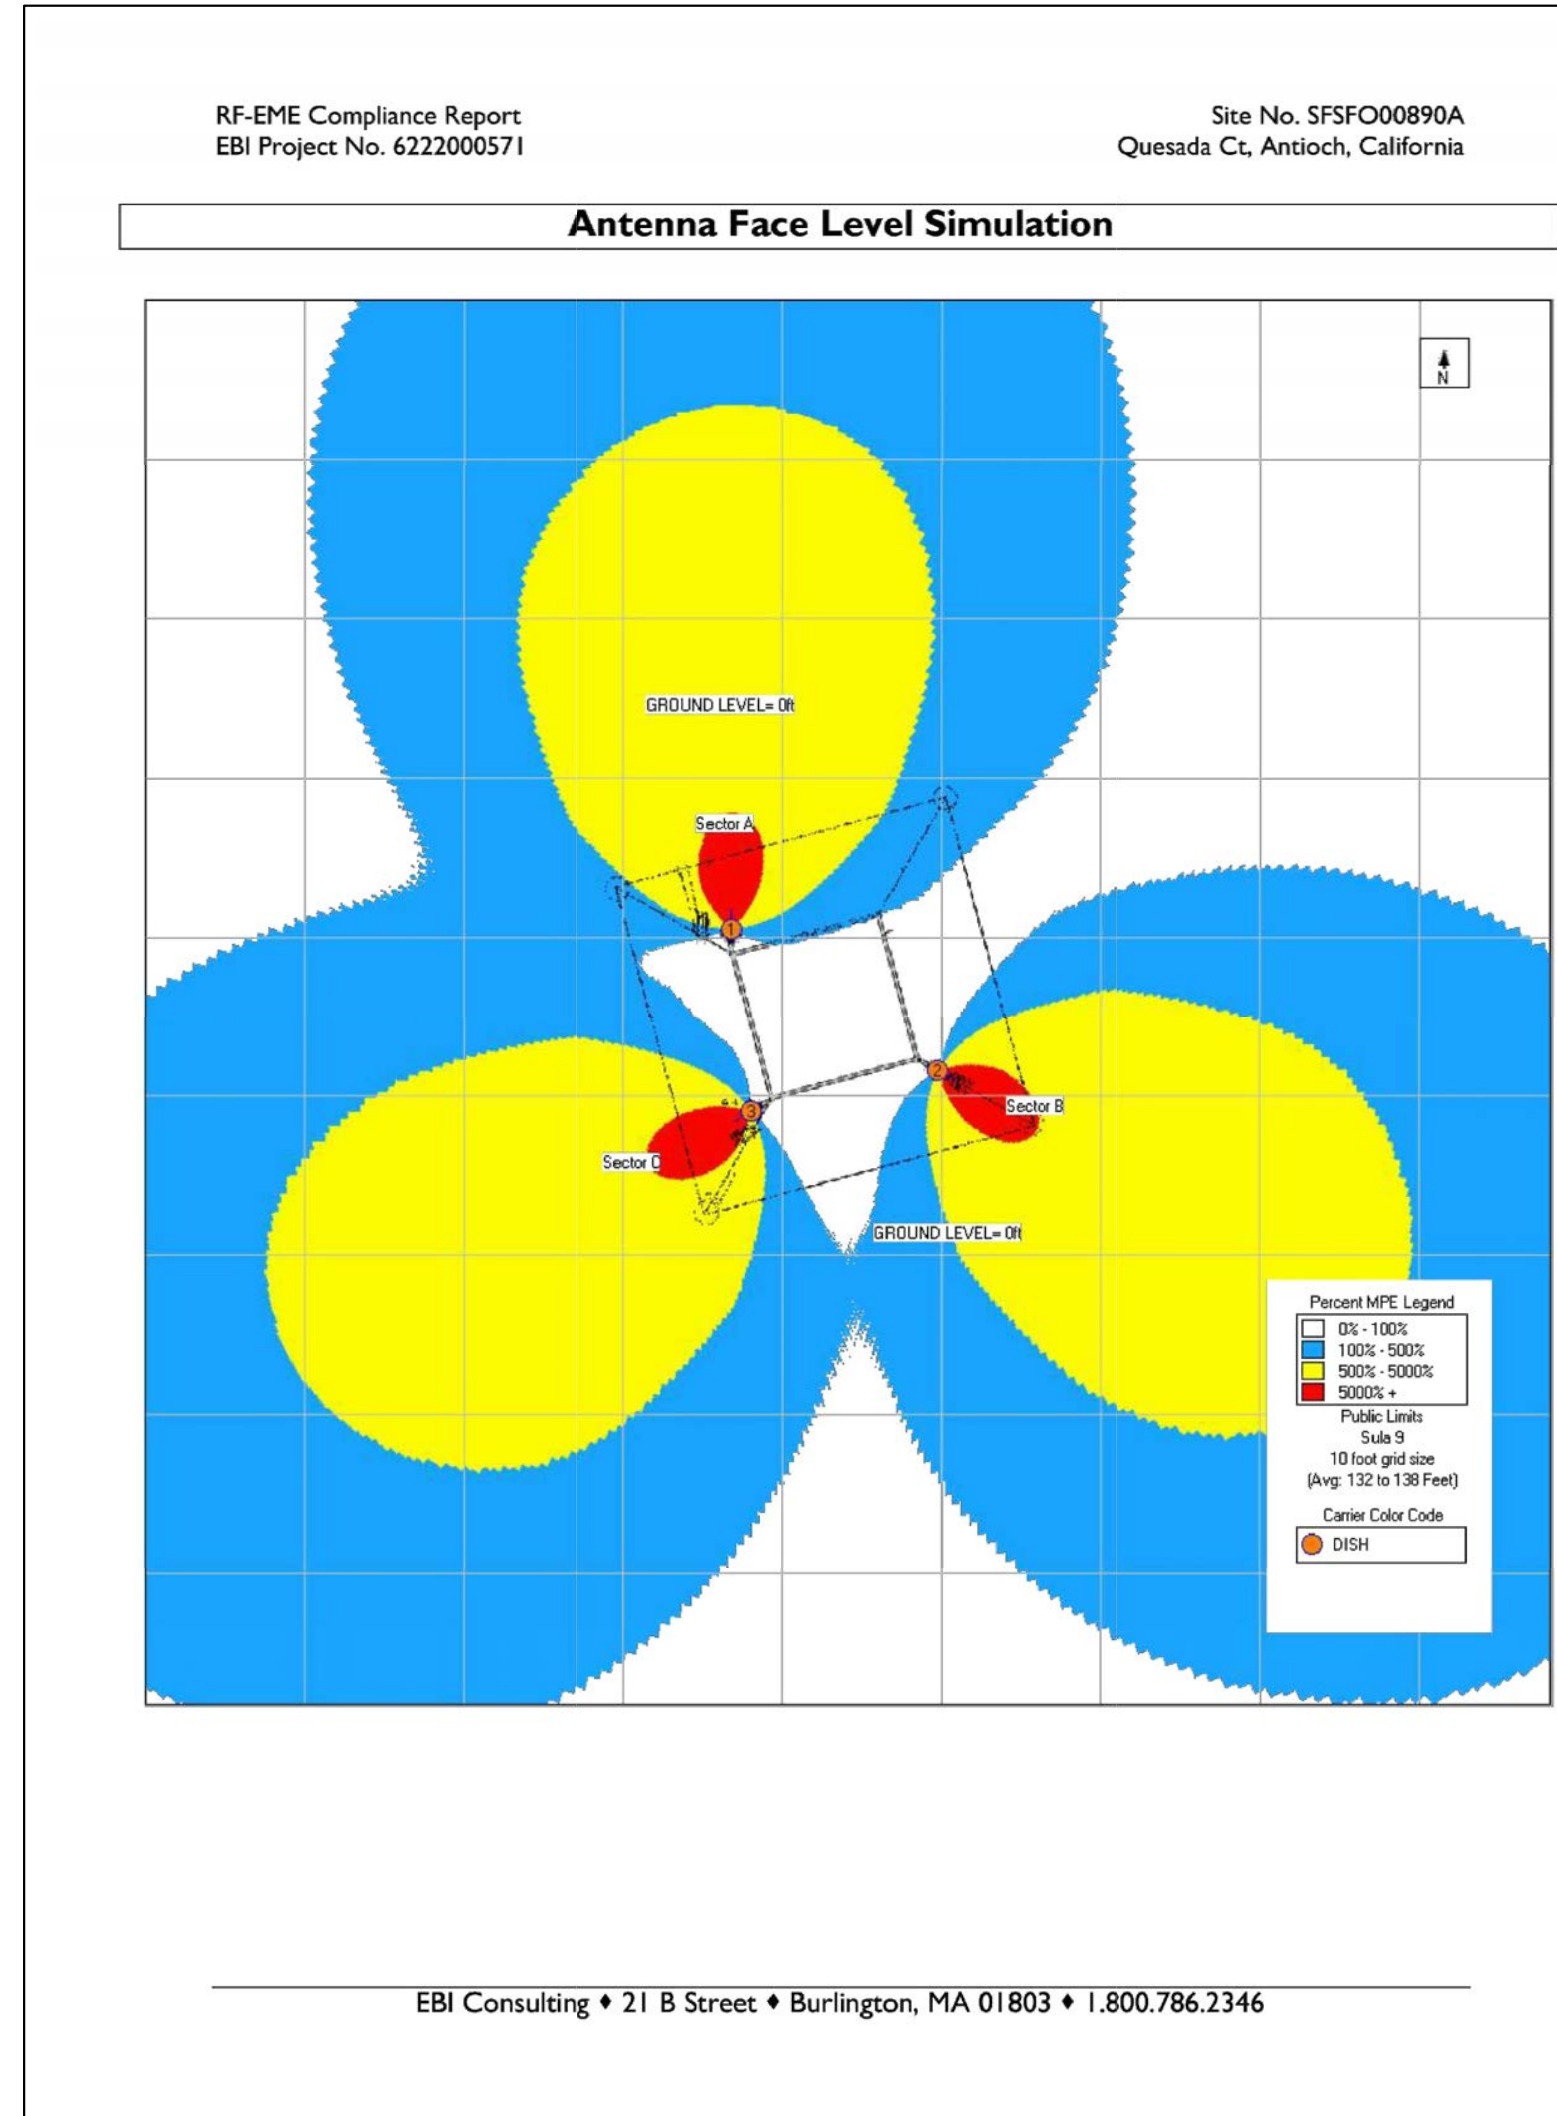 RF-EME Compliance Report
EBI Project No. 6222000571
Site No. SFSFO00890A
Quesada Ct, Antioch, California
Antenna Face Level Simulation
N
GROUND LEVEL= 0ft
Sector A
1
2
Sector B
3
Sector C
GROUND LEVEL= 0ft
Percent MPE Legend
0% - 100%
100% - 500%
500% - 5000%
5000% +
Public Limits
Sula 9
10 foot grid size
(Avg: 132 to 138 Feet)
Carrier Color Code
DISH
EBI Consulting ♦ 21 B Street ♦ Burlington, MA 01803 ♦ 1.800.786.2346